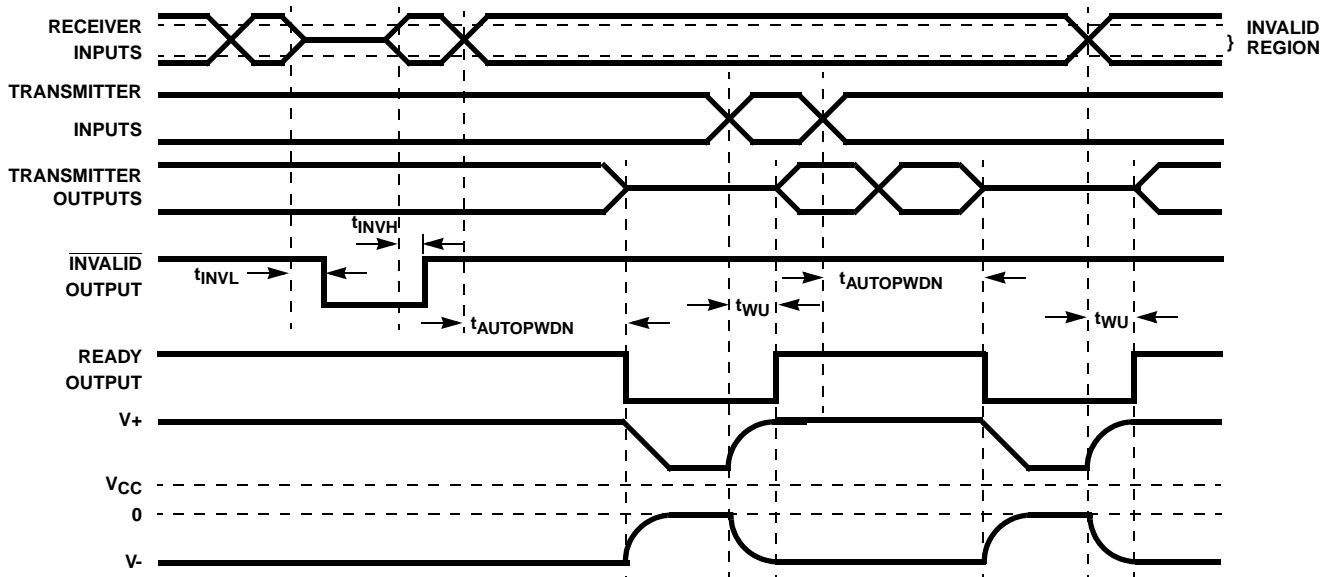 RECEIVER
INPUTS
} INVALID
REGION
TRANSMITTER
INPUTS
TRANSMITTER
OUTPUTS
tINVH
INVALID
OUTPUT
tINVL
tAUTOPWDN
tWU
tAUTOPWDN
tWU
READY
OUTPUT
V+
VCC
0
V-